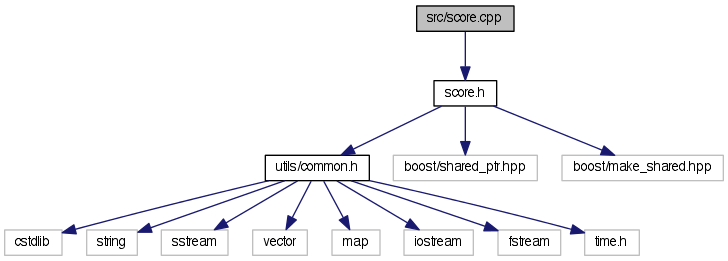 src/score.cpp
score.h
utils/common.h
boost/shared_ptr.hpp
boost/make_shared.hpp
cstdlib
string
sstream
vector
map
iostream
fstream
time.h